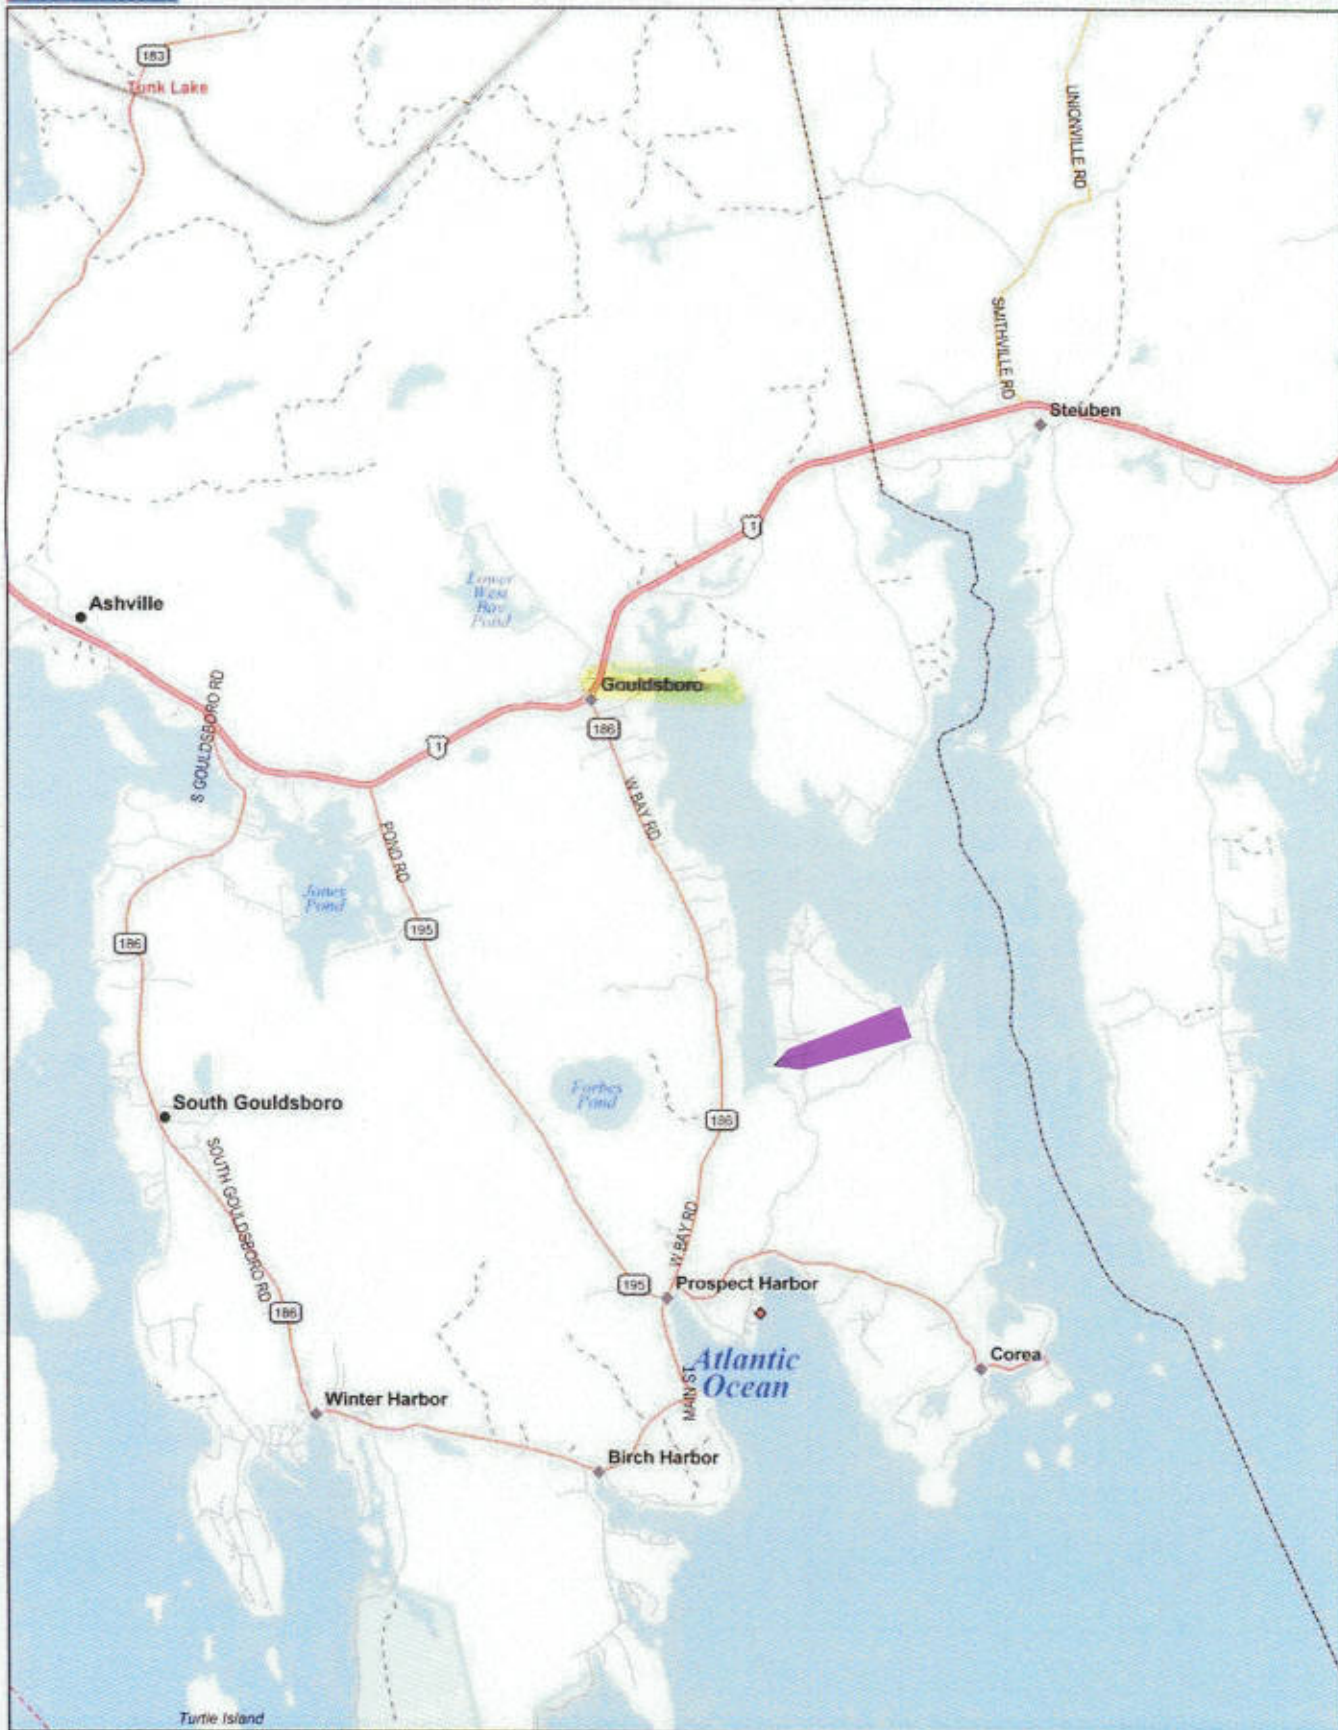 183
Tunk Lake
UNIONVILLE RD
SMITHVILLE RD
Steuben
1
Ashville
Lower
West
Bay
Pond
Gouldsboro
186
S GOULDSBORO RD
1
W BAY RD
POND RD
Jones
Pond
195
186
Forbes
Pond
South Gouldsboro
186
SOUTH GOULDSBORO RD
W BAY RD
195
Prospect Harbor
186
Atlantic
Ocean
Corea
MAIN ST
Winter Harbor
Birch Harbor
Turtle Island